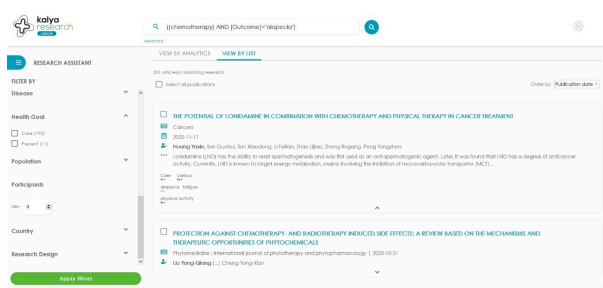 kalya
research
((chemotherapy) AND [Outcome]="alopecia")
Advanced
RESEARCH ASSISTANT
VIEW BY ANALYTICS
VIEW BY LIST
FILTER BY
Disease
Health Goal
Care (192)
Prevent (11)
Population
Participants
Min 0
Country
Research Design
Apply filters
201 article(s) matching research
Select all publications
Order by Publication date
THE POTENTIAL OF LONIDAMINE IN COMBINATION WITH CHEMOTHERAPY AND PHYSICAL THERAPY IN CANCER TREATMENT
Cancers
2020-11-11
Huang Yaxin, Sun Guohui, Sun Xiaodong, Li Feifan, Zhao Lijiao, Zhong Rugang, Peng Yongzhen
Lonidamine (LND) has the ability to resist spermatogenesis and was first used as an anti-spermatogenic agent. Later, it was found that LND has a degree of anticancer
activity. Currently, LND is known to target energy metabolism, mainly involving the inhibition of monocarboxylate transporter (MCT)...
Care Various
alopecia fatigue
physical activity
PROTECTION AGAINST CHEMOTHERAPY- AND RADIOTHERAPY-INDUCED SIDE EFFECTS: A REVIEW BASED ON THE MECHANISMS AND
THERAPEUTIC OPPORTUNITIES OF PHYTOCHEMICALS
Phytomedicine : international journal of phytotherapy and phytopharmacology | 2020-10-31
Liu Yong-Qiang (...) Cheng Yong-Xian